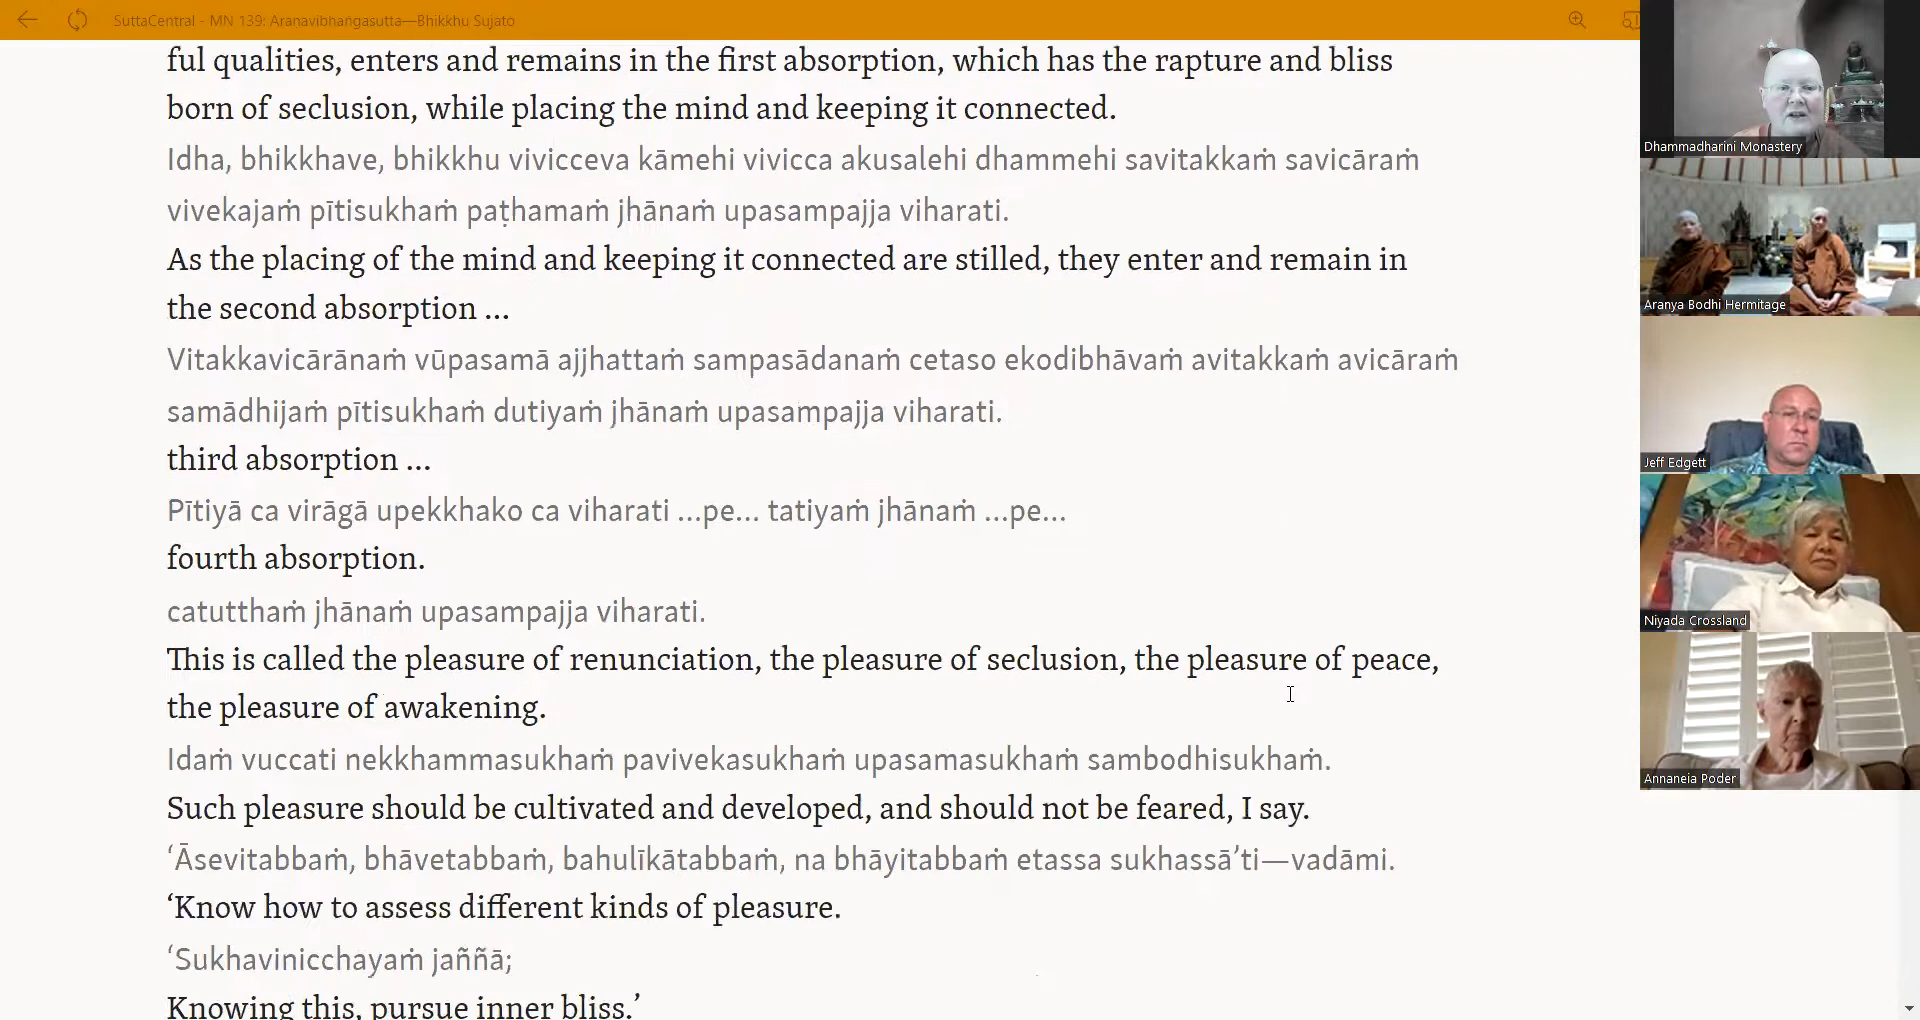 SuttaCentral - MN 139: Araṇavibhaṅgasutta—Bhikkhu Sujato
ful qualities, enters and remains in the first absorption, which has the rapture and bliss
born of seclusion, while placing the mind and keeping it connected.
Idha, bhikkhave, bhikkhu vivicceva kāmehi vivicca akusalehi dhammehi savitakkaṁ savicāraṁ
vivekajaṁ pītisukhaṁ paṭhamaṁ jhānaṁ upasampajja viharati.
As the placing of the mind and keeping it connected are stilled, they enter and remain in
the second absorption …
Vitakkavicārānaṁ vūpasamā ajjhattaṁ sampasādanaṁ cetaso ekodibhāvaṁ avitakkaṁ avicāraṁ
samādhijaṁ pītisukhaṁ dutiyaṁ jhānaṁ upasampajja viharati.
third absorption …
Pītiyā ca virāgā upekkhako ca viharati …pe… tatiyaṁ jhānaṁ …pe…
fourth absorption.
catutthaṁ jhānaṁ upasampajja viharati.
This is called the pleasure of renunciation, the pleasure of seclusion, the pleasure of peace,
the pleasure of awakening.
Idaṁ vuccati nekkhammasukhaṁ pavivekasukhaṁ upasamasukhaṁ sambodhisukhaṁ.
Such pleasure should be cultivated and developed, and should not be feared, I say.
‘Āsevitabbaṁ, bhāvetabbaṁ, bahulīkātabbaṁ, na bhāyitabbaṁ etassa sukhassā’ti—vadāmi.
‘Know how to assess different kinds of pleasure.
‘Sukhavinicchayaṁ jaññā;
Knowing this, pursue inner bliss.’
Dhammadharini Monastery
Aranya Bodhi Hermitage
Jeff Edgett
Niyada Crossland
Annaneia Poder